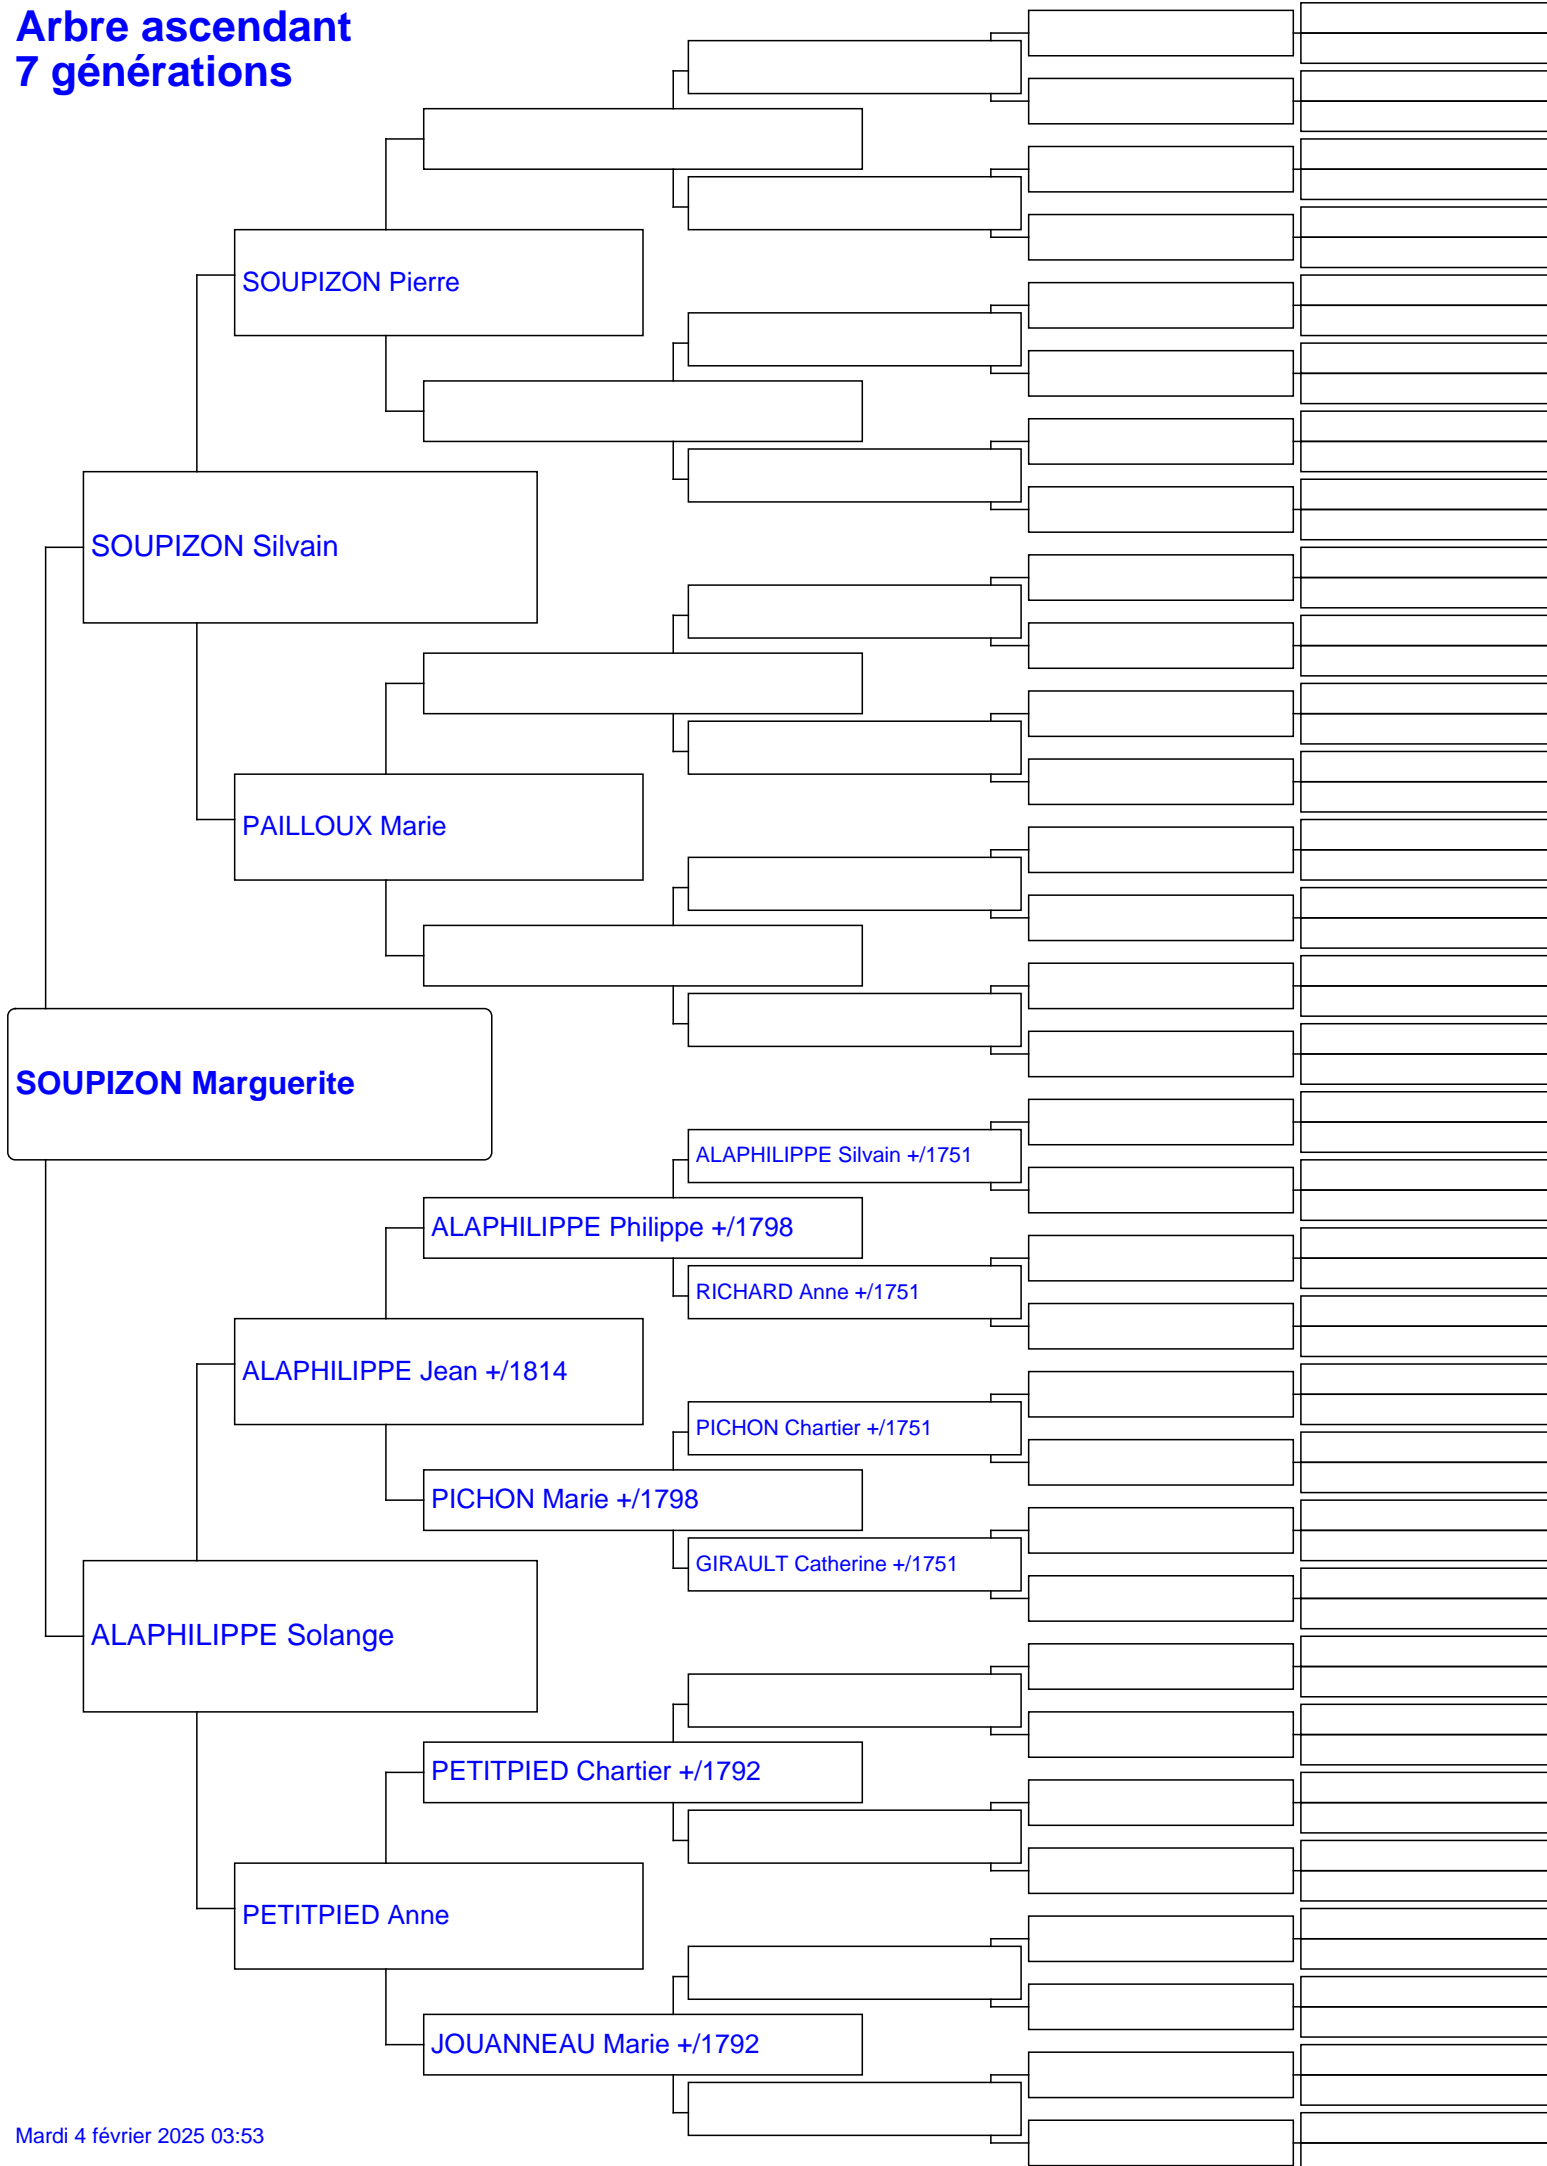 Arbre ascendant
7 générations
SOUPIZON Pierre
SOUPIZON Silvain
PAILLOUX Marie
SOUPIZON Marguerite
ALAPHILIPPE Silvain +/1751
ALAPHILIPPE Philippe +/1798
RICHARD Anne +/1751
ALAPHILIPPE Jean +/1814
PICHON Chartier +/1751
PICHON Marie +/1798
GIRAULT Catherine +/1751
ALAPHILIPPE Solange
PETITPIED Chartier +/1792
PETITPIED Anne
JOUANNEAU Marie +/1792
Mardi 4 février 2025 03:53